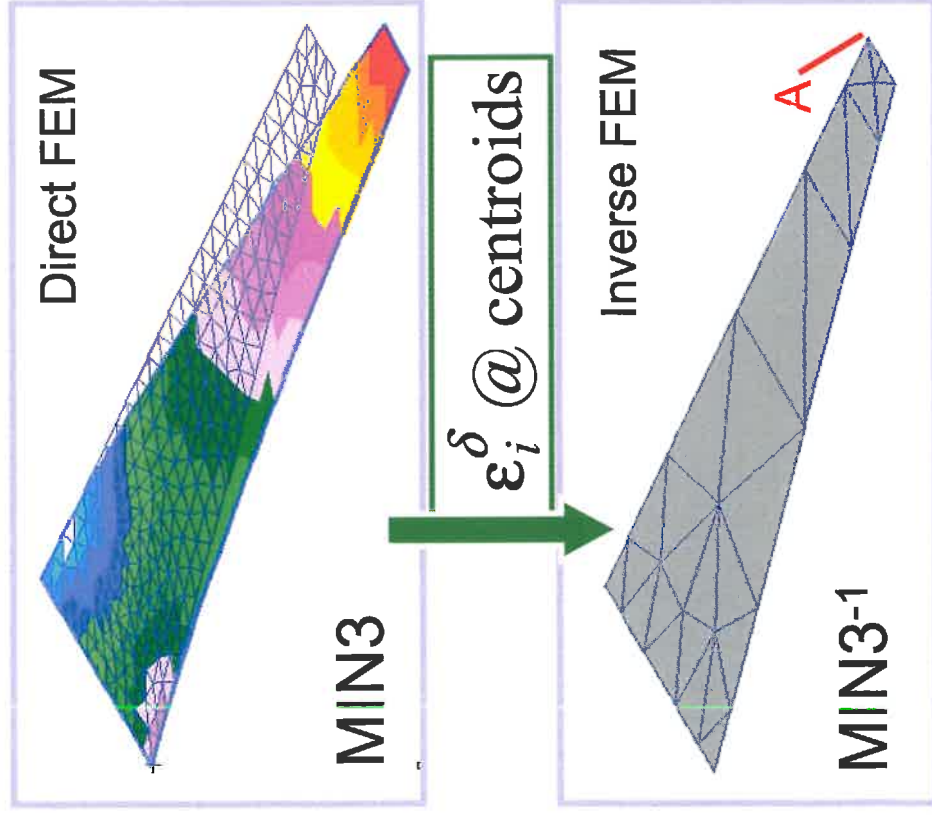 Direct FEM
MIN3
ε_i^δ @ centroids
Inverse FEM
A
MIN3⁻¹